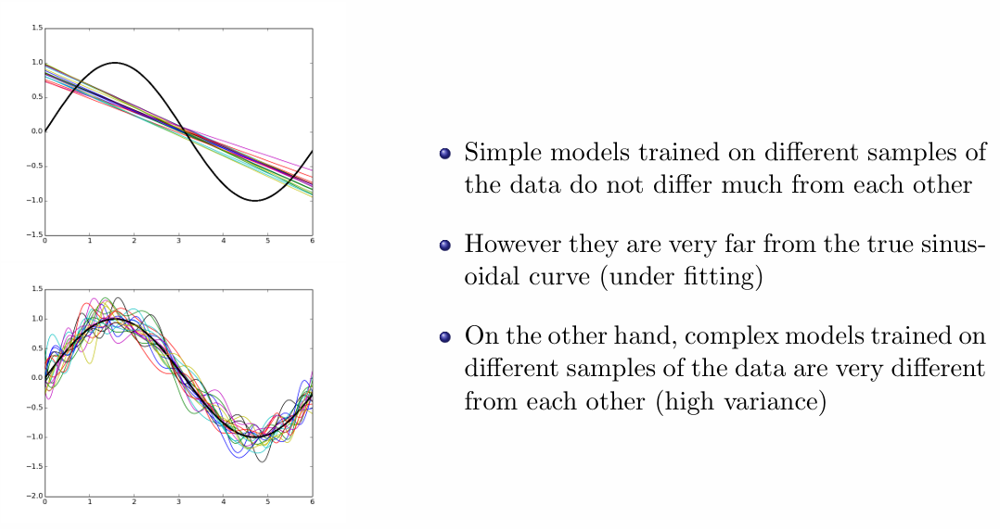 1.5
1.0
0.5
0.0
−0.5
−1.0
−1.5
0 1 2 3 4 5 6
1.5
1.0
0.5
0.0
−0.5
−1.0
−1.5
−2.0
0 1 2 3 4 5 6
Simple models trained on different samples of
the data do not differ much from each other
However they are very far from the true sinus-
oidal curve (under fitting)
On the other hand, complex models trained on
different samples of the data are very different
from each other (high variance)